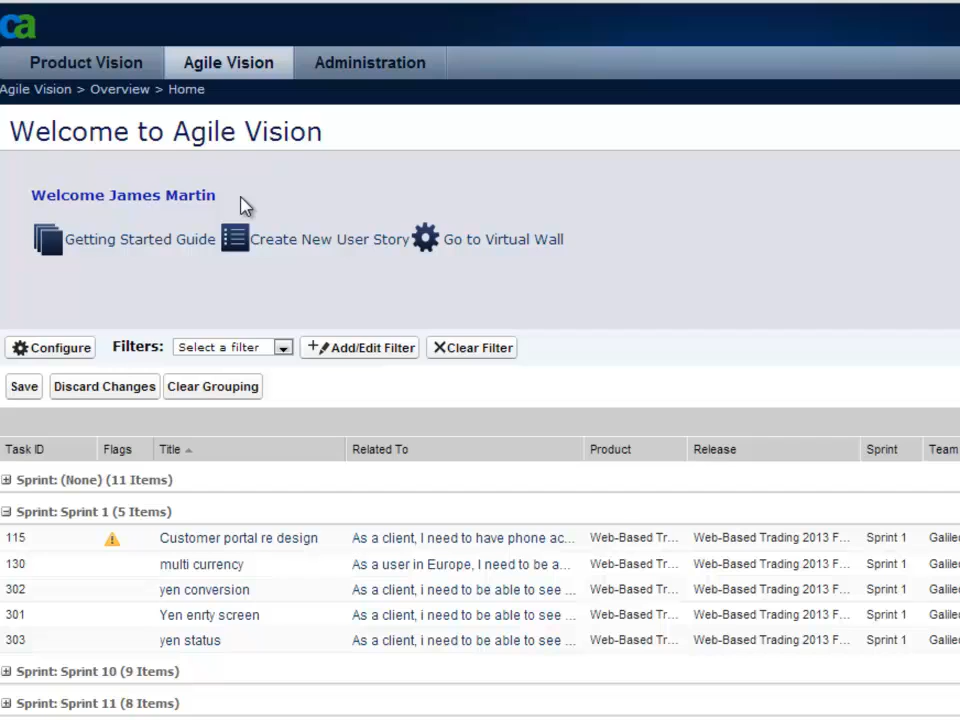 ca
Product Vision Agile Vision Administration
Agile Vision > Overview > Home
Welcome to Agile Vision
Welcome James Martin
Getting Started Guide Create New User Story Go to Virtual Wall
Configure Filters: Select a filter Add/Edit Filter Clear Filter
Save Discard Changes Clear Grouping
Task ID Flags Title Related To Product Release Sprint Team
Sprint: (None) (11 Items)
Sprint: Sprint 1 (5 Items)
115 Customer portal re design As a client, I need to have phone ac... Web-Based Tr... Web-Based Trading 2013 F... Sprint 1 Galile
130 multi currency As a user in Europe, I need to be a... Web-Based Tr... Web-Based Trading 2013 F... Sprint 1 Galile
302 yen conversion As a client, i need to be able to see ... Web-Based Tr... Web-Based Trading 2013 F... Sprint 1 Galile
301 Yen enrty screen As a client, i need to be able to see ... Web-Based Tr... Web-Based Trading 2013 F... Sprint 1 Galile
303 yen status As a client, i need to be able to see ... Web-Based Tr... Web-Based Trading 2013 F... Sprint 1 Galile
Sprint: Sprint 10 (9 Items)
Sprint: Sprint 11 (8 Items)